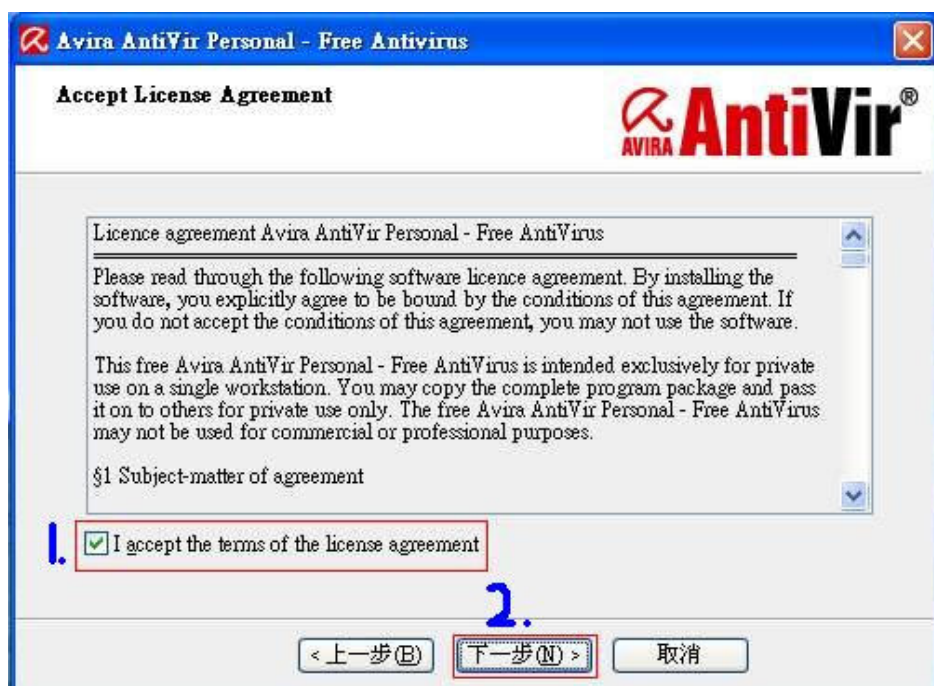 Avira AntiVir Personal - Free Antivirus
Accept License Agreement
AVIRA AntiVir®
Licence agreement Avira AntiVir Personal - Free AntiVirus
Please read through the following software licence agreement. By installing the
software, you explicitly agree to be bound by the conditions of this agreement. If
you do not accept the conditions of this agreement, you may not use the software.
This free Avira AntiVir Personal - Free AntiVirus is intended exclusively for private
use on a single workstation. You may copy the complete program package and pass
it on to others for private use only. The free Avira AntiVir Personal - Free AntiVirus
may not be used for commercial or professional purposes.
§1 Subject-matter of agreement
1. I accept the terms of the license agreement
2.
<上一步(B) 下一步(N)> 取消